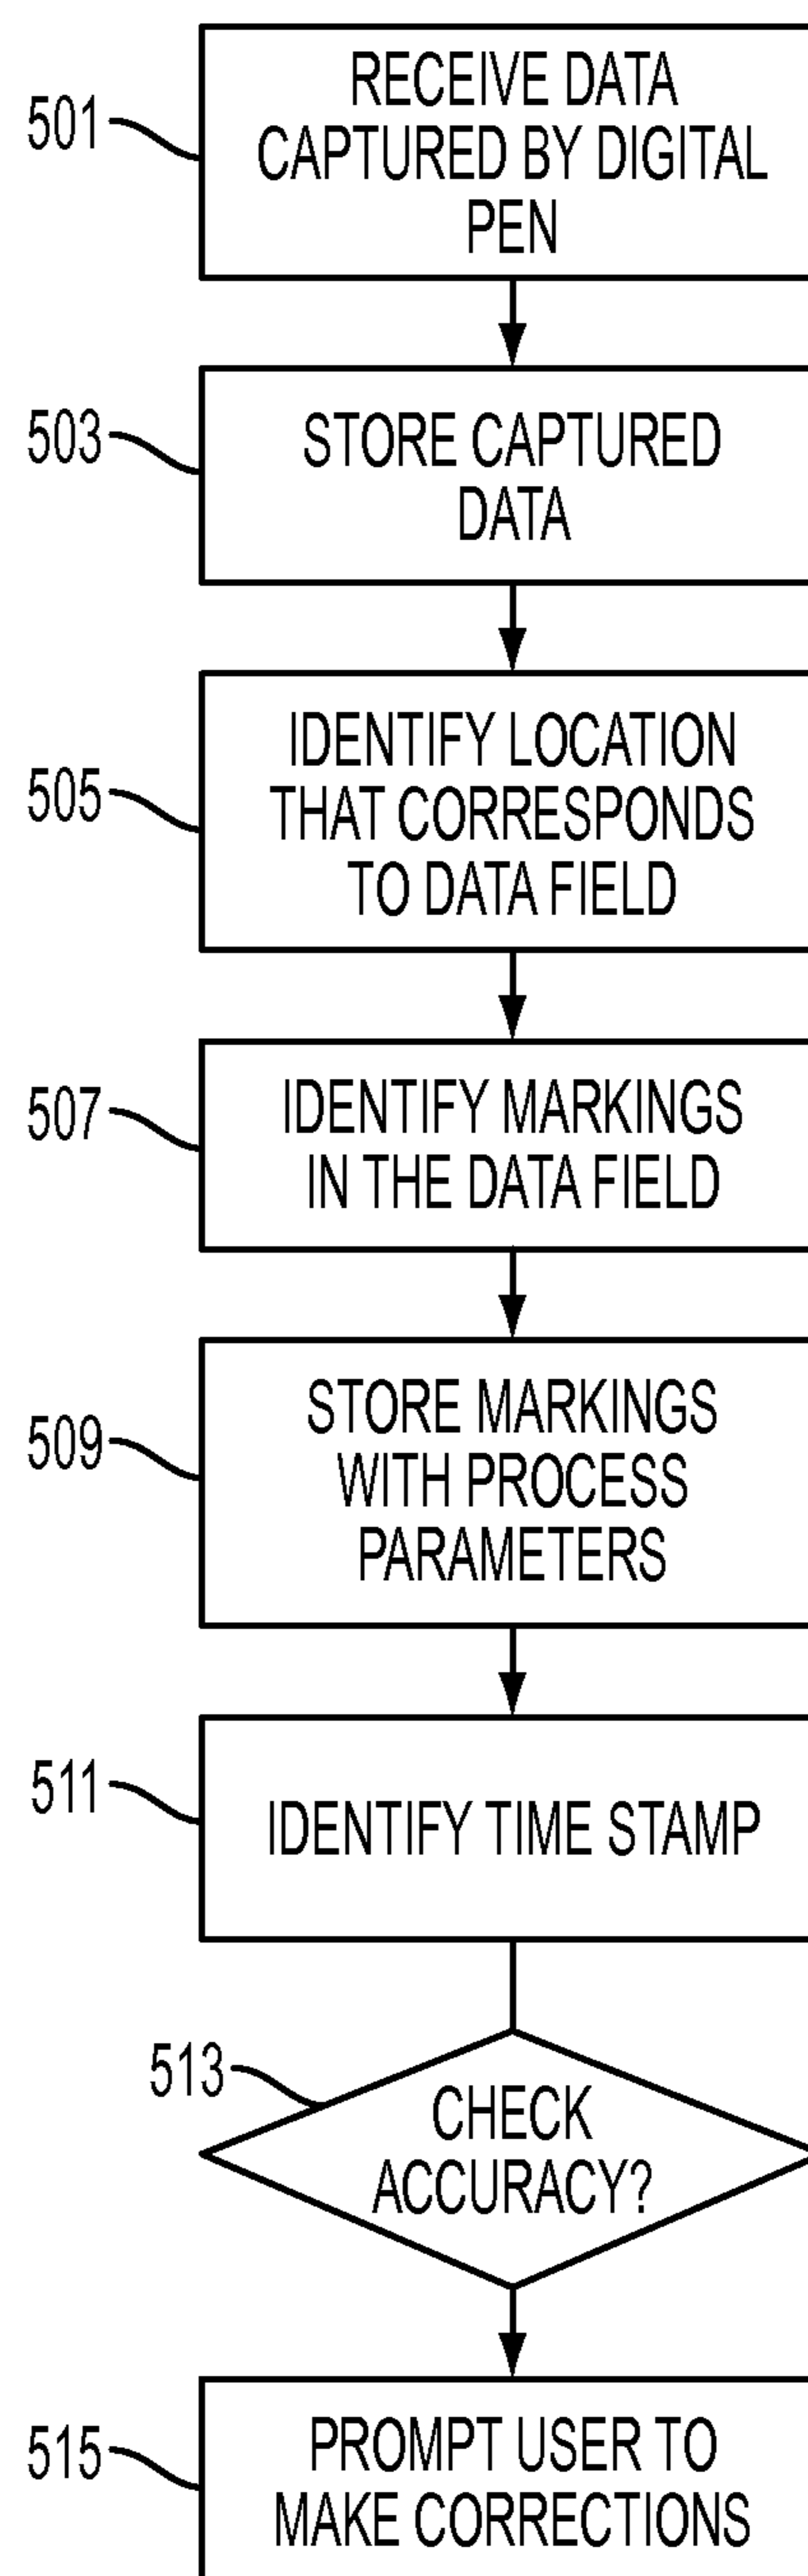 501
RECEIVE DATA
CAPTURED BY DIGITAL
PEN
503
STORE CAPTURED
DATA
505
IDENTIFY LOCATION
THAT CORRESPONDS
TO DATA FIELD
507
IDENTIFY MARKINGS
IN THE DATA FIELD
509
STORE MARKINGS
WITH PROCESS
PARAMETERS
511
IDENTIFY TIME STAMP
513
CHECK
ACCURACY?
515
PROMPT USER TO
MAKE CORRECTIONS